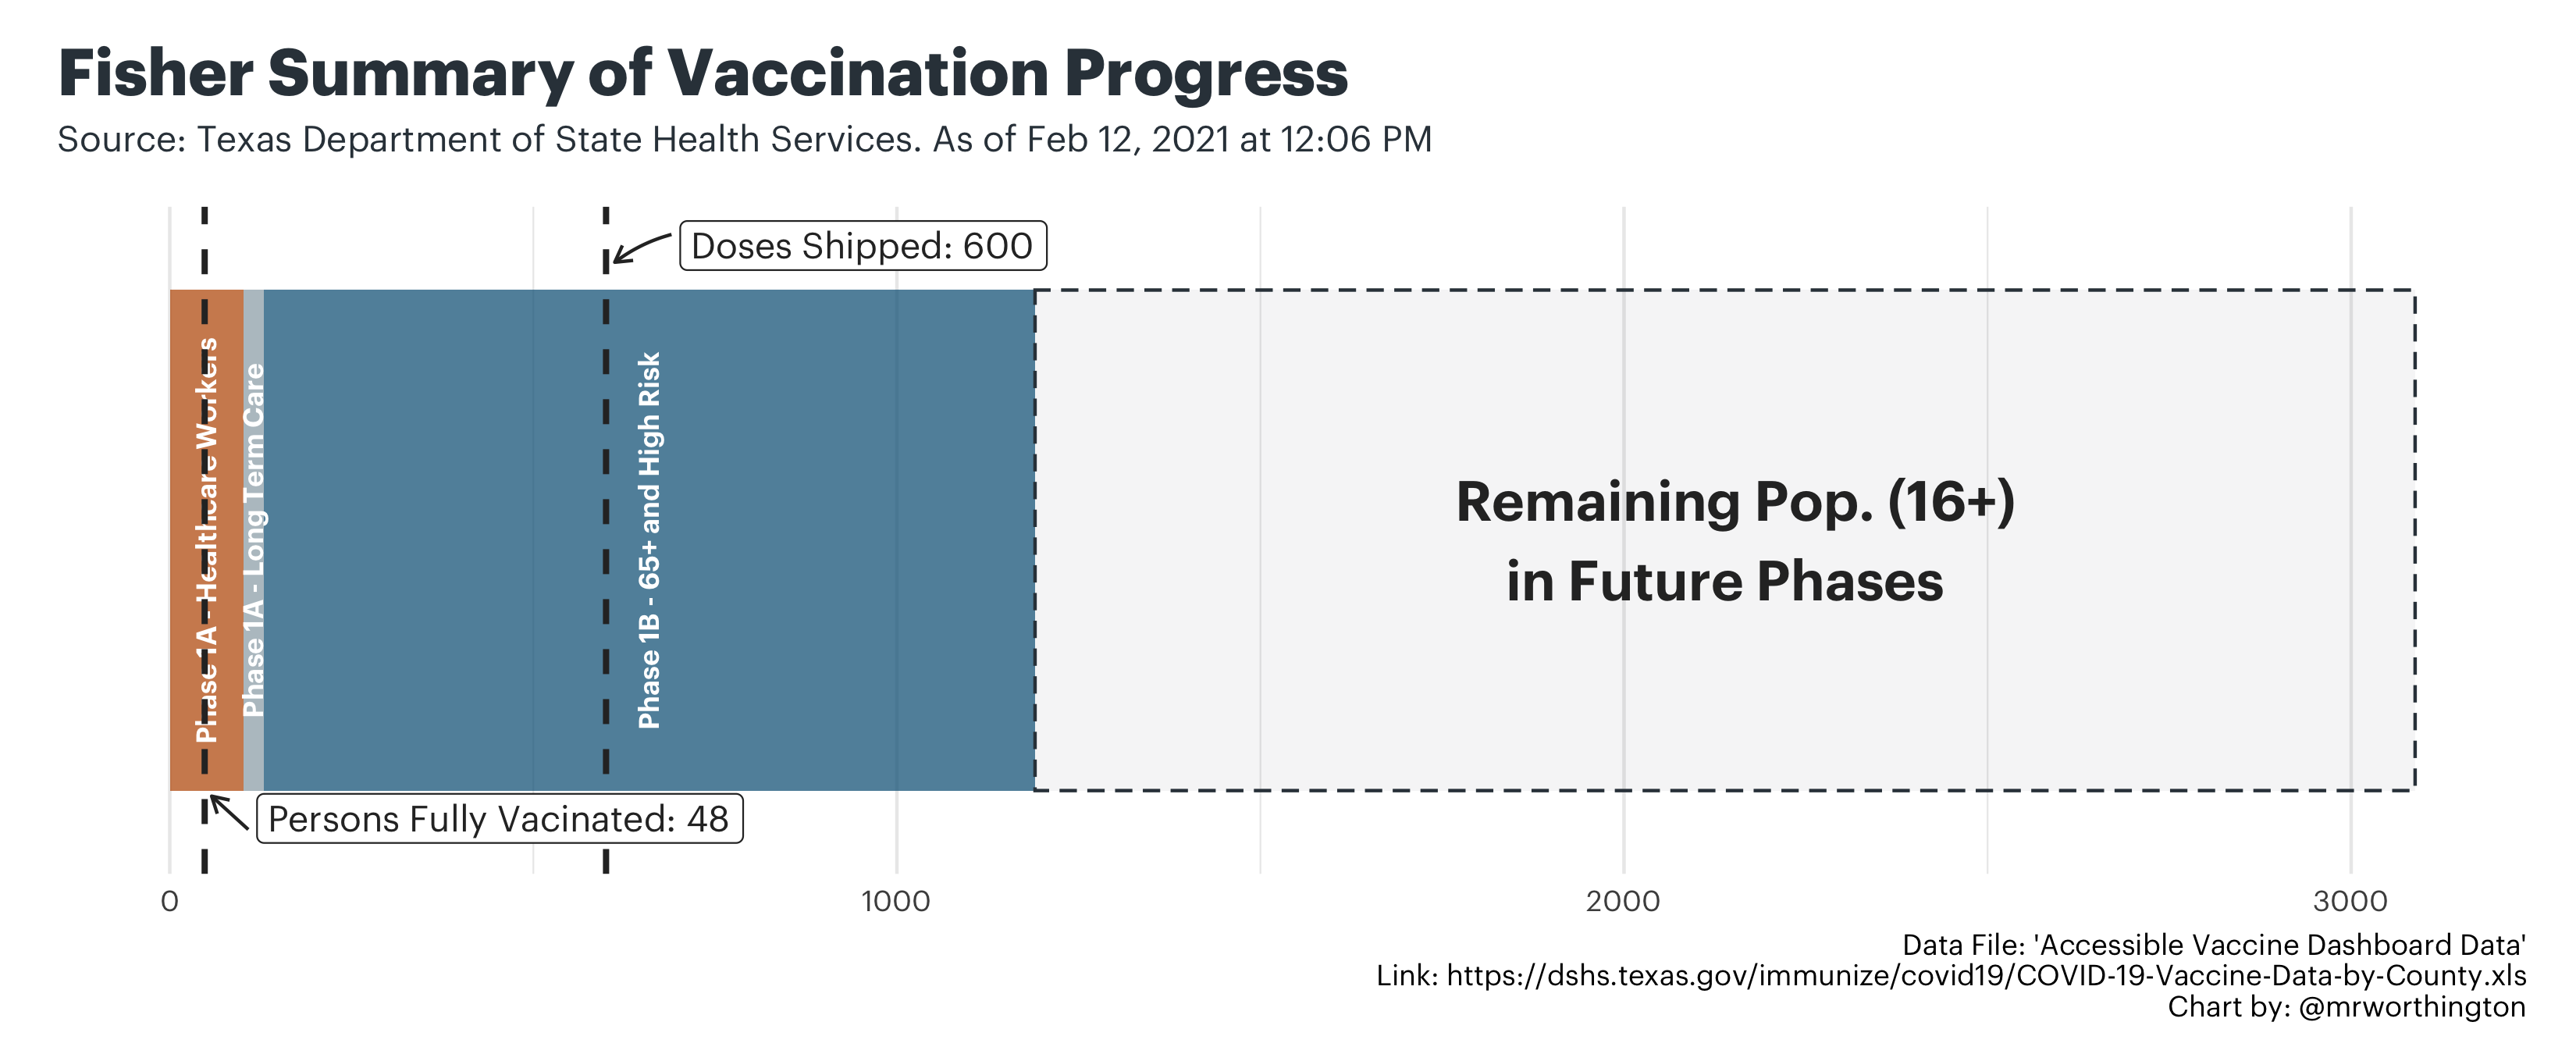 Fisher Summary of Vaccination Progress
Source: Texas Department of State Health Services. As of Feb 12, 2021 at 12:06 PM
Doses Shipped: 600
Phase 1A - Healthcare Workers
Phase 1A - Long Term Care
Phase 1B - 65+ and High Risk
Remaining Pop. (16+)
in Future Phases
Persons Fully Vacinated: 48
0
1000
2000
3000
Data File: 'Accessible Vaccine Dashboard Data'
Link: https://dshs.texas.gov/immunize/covid19/COVID-19-Vaccine-Data-by-County.xls
Chart by: @mrworthington